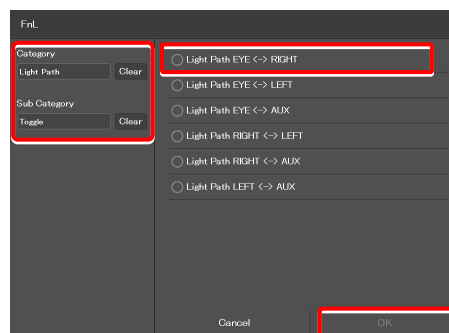 FnL
Category
Light Path Clear
Sub Category
Toggle Clear
Light Path EYE <-> RIGHT
Light Path EYE <-> LEFT
Light Path EYE <-> AUX
Light Path RIGHT <-> LEFT
Light Path RIGHT <-> AUX
Light Path LEFT <-> AUX
Cancel OK